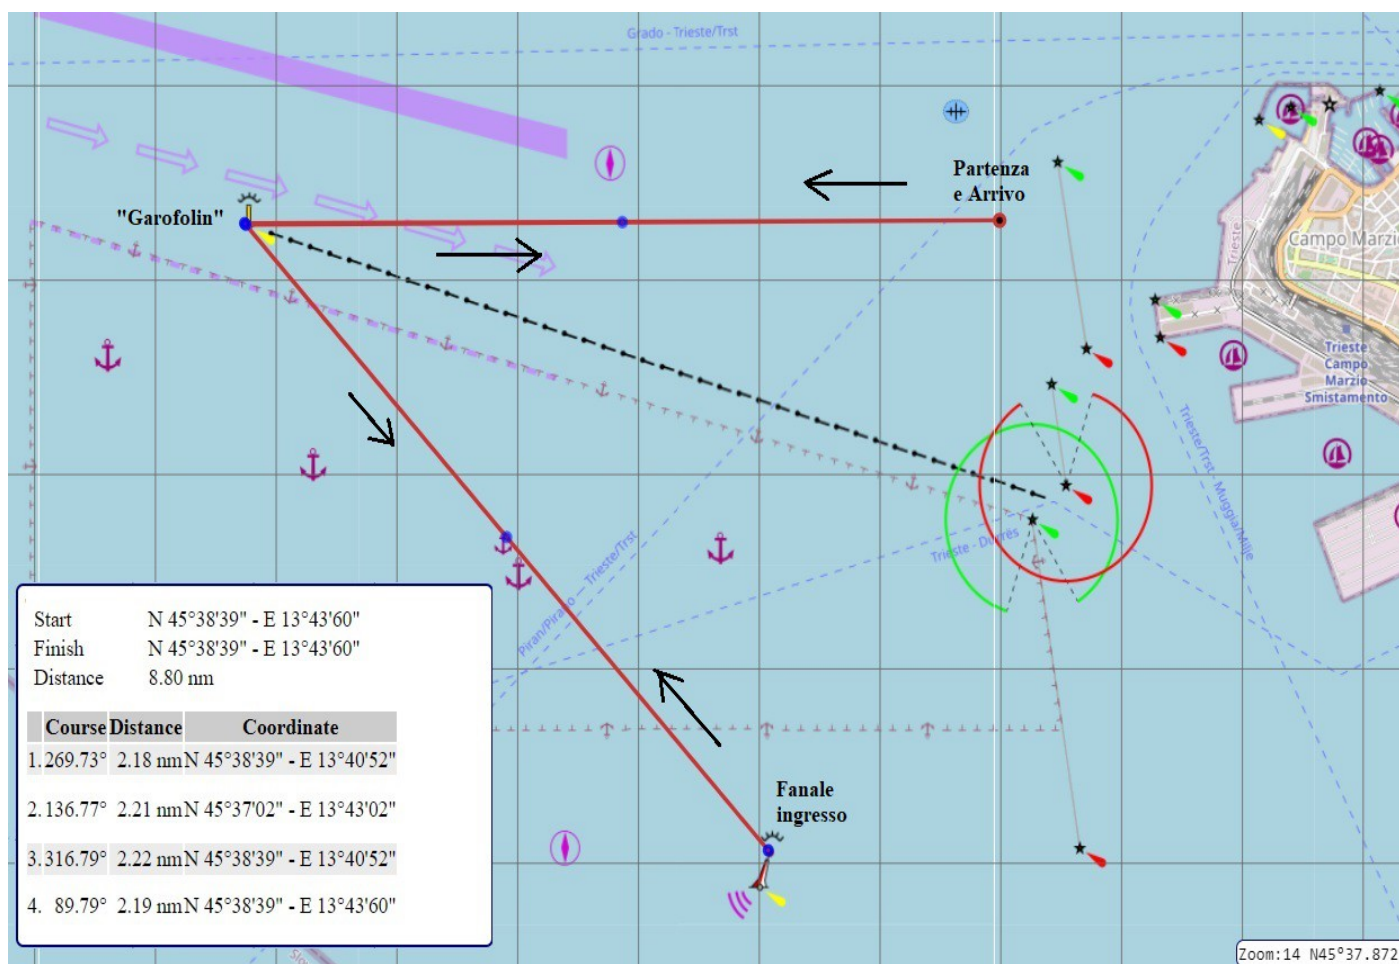 Grado - Trieste/Trst
Partenza
e Arrivo
"Garofolin"
Trieste
Campo Marzio
Trieste
Campo
Marzio -
Smistamento
Trieste/Trst - Muggia/Milje
Trieste - Durrës
Piran/Pirano - Trieste/Trst
Start N 45°38'39" - E 13°43'60"
Finish N 45°38'39" - E 13°43'60"
Distance 8.80 nm
Course Distance Coordinate
1. 269.73° 2.18 nm N 45°38'39" - E 13°40'52"
2. 136.77° 2.21 nm N 45°37'02" - E 13°43'02"
3. 316.79° 2.22 nm N 45°38'39" - E 13°40'52"
4. 89.79° 2.19 nm N 45°38'39" - E 13°43'60"
Fanale
ingresso
Zoom:14 N45°37.872